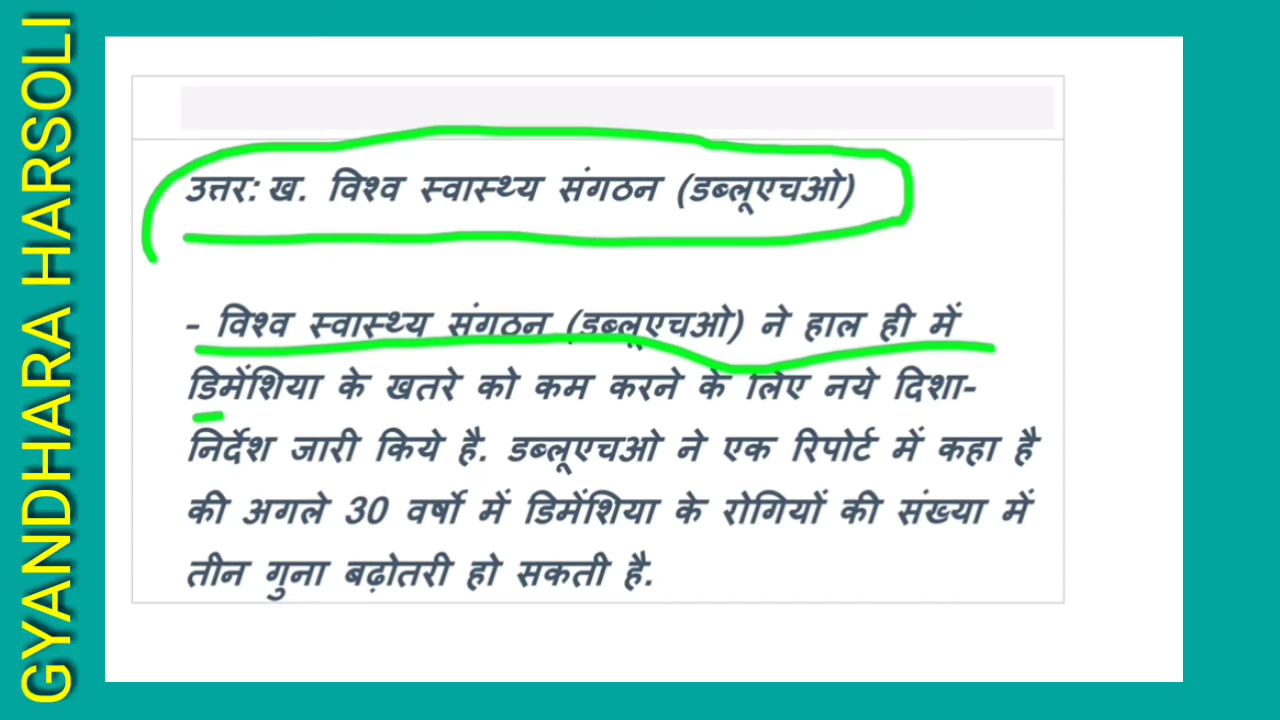 GYANDHARA HARSOLI
उत्तर: ख. विश्व स्वास्थ्य संगठन (डब्लूएचओ)
- विश्व स्वास्थ्य संगठन (डब्लूएचओ) ने हाल ही में
डिमेंशिया के खतरे को कम करने के लिए नये दिशा-
निर्देश जारी किये है. डब्लूएचओ ने एक रिपोर्ट में कहा है
की अगले 30 वर्षो में डिमेंशिया के रोगियों की संख्या में
तीन गुना बढ़ोतरी हो सकती है.